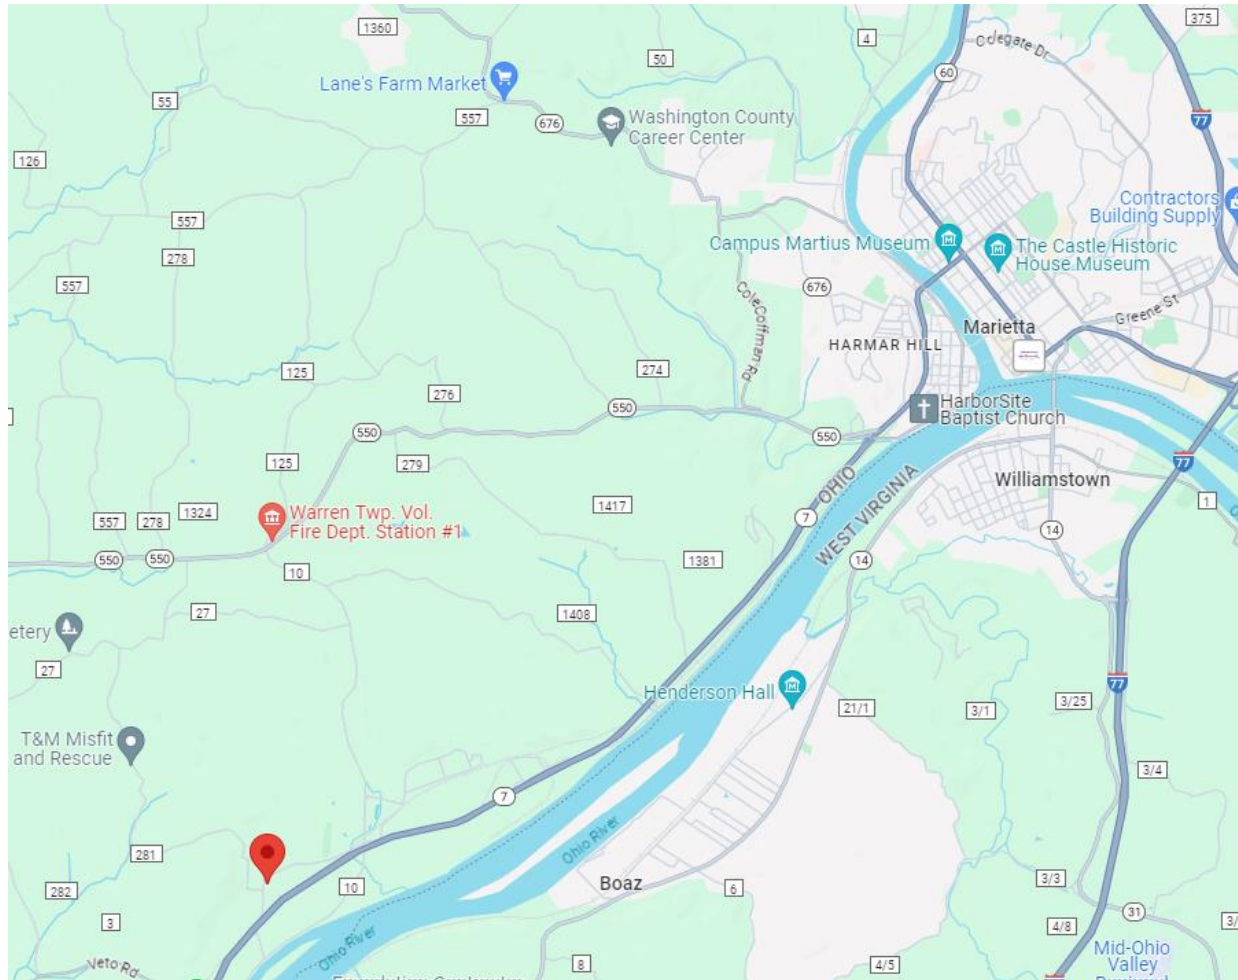 1360
375
4
Colegate Dr
50
60
Lane's Farm Market
77
55
557
676
Washington County
Career Center
126
Contractors
Building Supply
557
Campus Martius Museum
The Castle Historic
House Museum
278
557
676
ColeCoffman Rd
Greene St
Marietta
HARMAR HILL
125
274
276
550
HarborSite
Baptist Church
550
550
125
279
77
OHIO
Williamstown
WEST VIRGINIA
1
557
278
1324
Warren Twp. Vol.
Fire Dept. Station #1
1417
7
14
550
550
10
1381
14
27
1408
etery
27
Henderson Hall
77
21/1
3/1
3/25
T&M Misfit
and Rescue
3/4
7
Ohio River
281
282
10
Boaz
6
3/3
3
31
4/8
3/
Ohio River
Veto Rd
8
4/5
Mid-Ohio
Valley